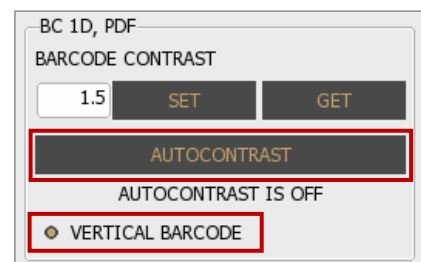 BC 1D, PDF
BARCODE CONTRAST
1.5 SET GET
AUTOCONTRAST
AUTOCONTRAST IS OFF
VERTICAL BARCODE